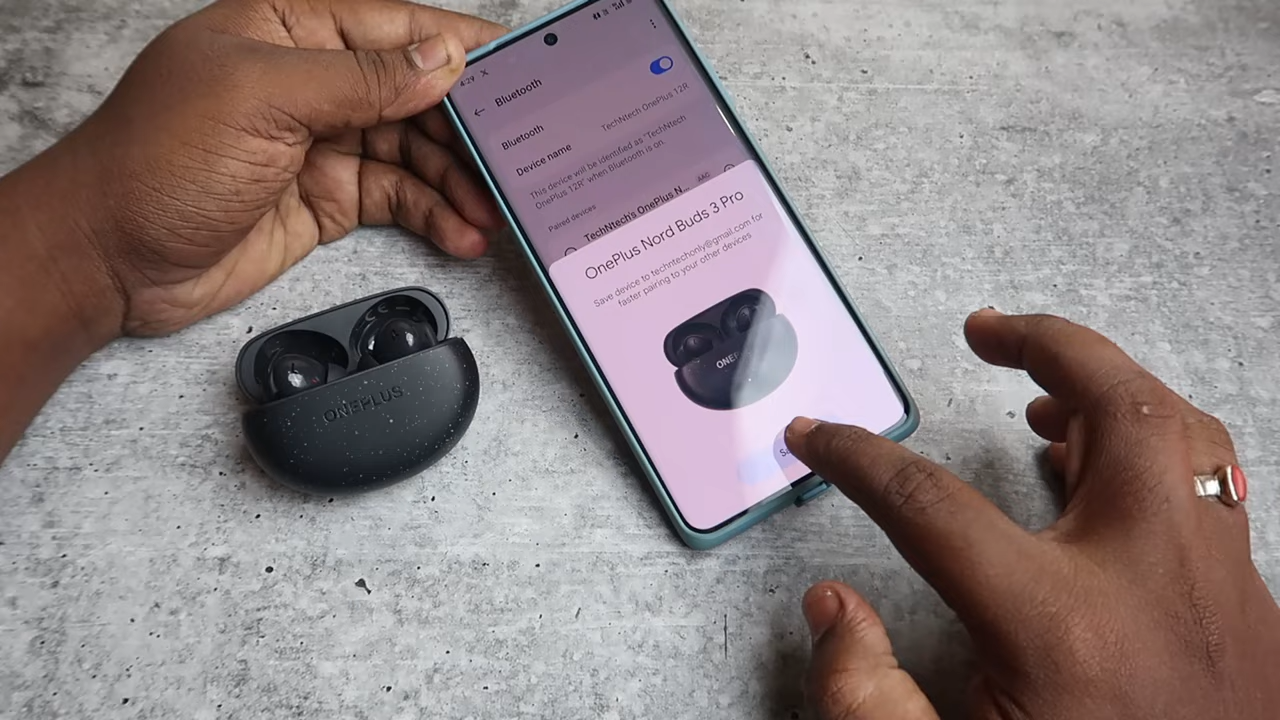 4:29
Bluetooth
Bluetooth
Device name
TechNtech OnePlus 12R
This device will be identified as "TechNtech
OnePlus 12R" when Bluetooth is on.
Paired devices
TechNtech's OnePlus N...
AAC
OnePlus Nord Buds 3 Pro
Save device to techntechonly@gmail.com for
faster pairing to your other devices
ONEPLUS